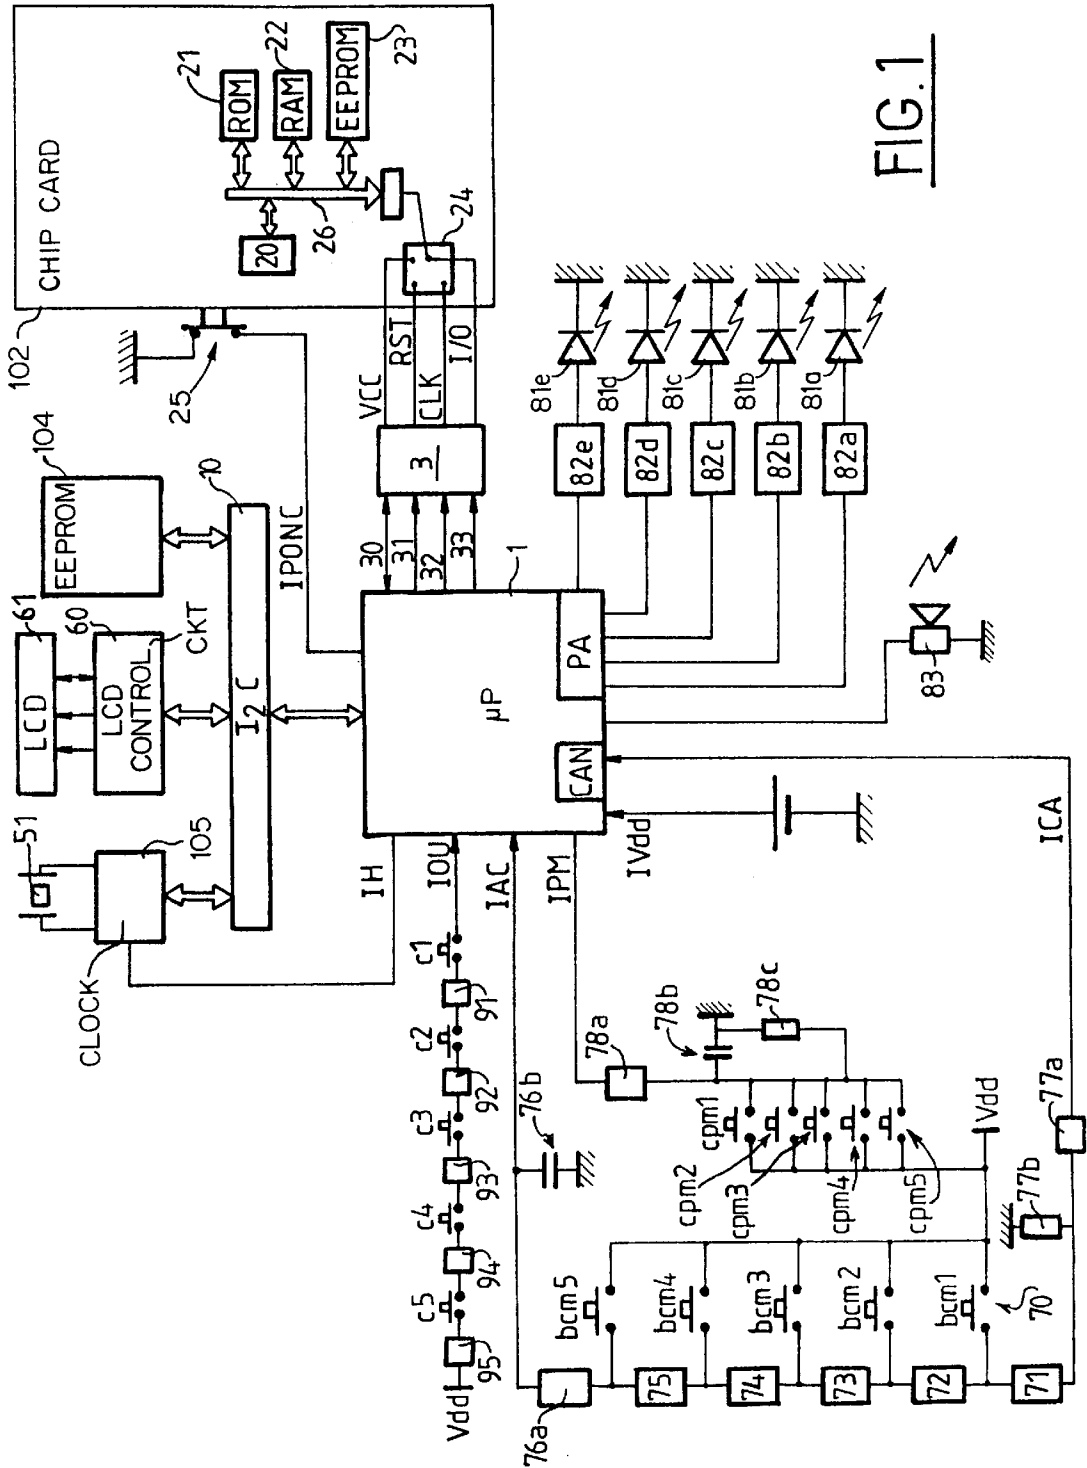 FIG.1
CHIP CARD
102
21
ROM
22
RAM
23
EEPROM
20
26
24
25
VCC
RST
CLK
I/O
3
30
31
32
33
104
EEPROM
10
I2C
IPONC
61
LCD
60
LCD
CONTROL
CKT
51
105
CLOCK
IH
IOU
IAC
IPM
IVdd
ICA
1
µP
PA
CAN
81e
81d
81c
81b
81a
82e
82d
82c
82b
82a
83
c1
c2
c3
c4
c5
91
92
93
94
95
Vdd
76b
78a
78b
78c
cpm1
cpm2
cpm3
cpm4
cpm5
Vdd
77a
77b
bcm5
bcm4
bcm3
bcm2
bcm1
70
76a
75
74
73
72
71